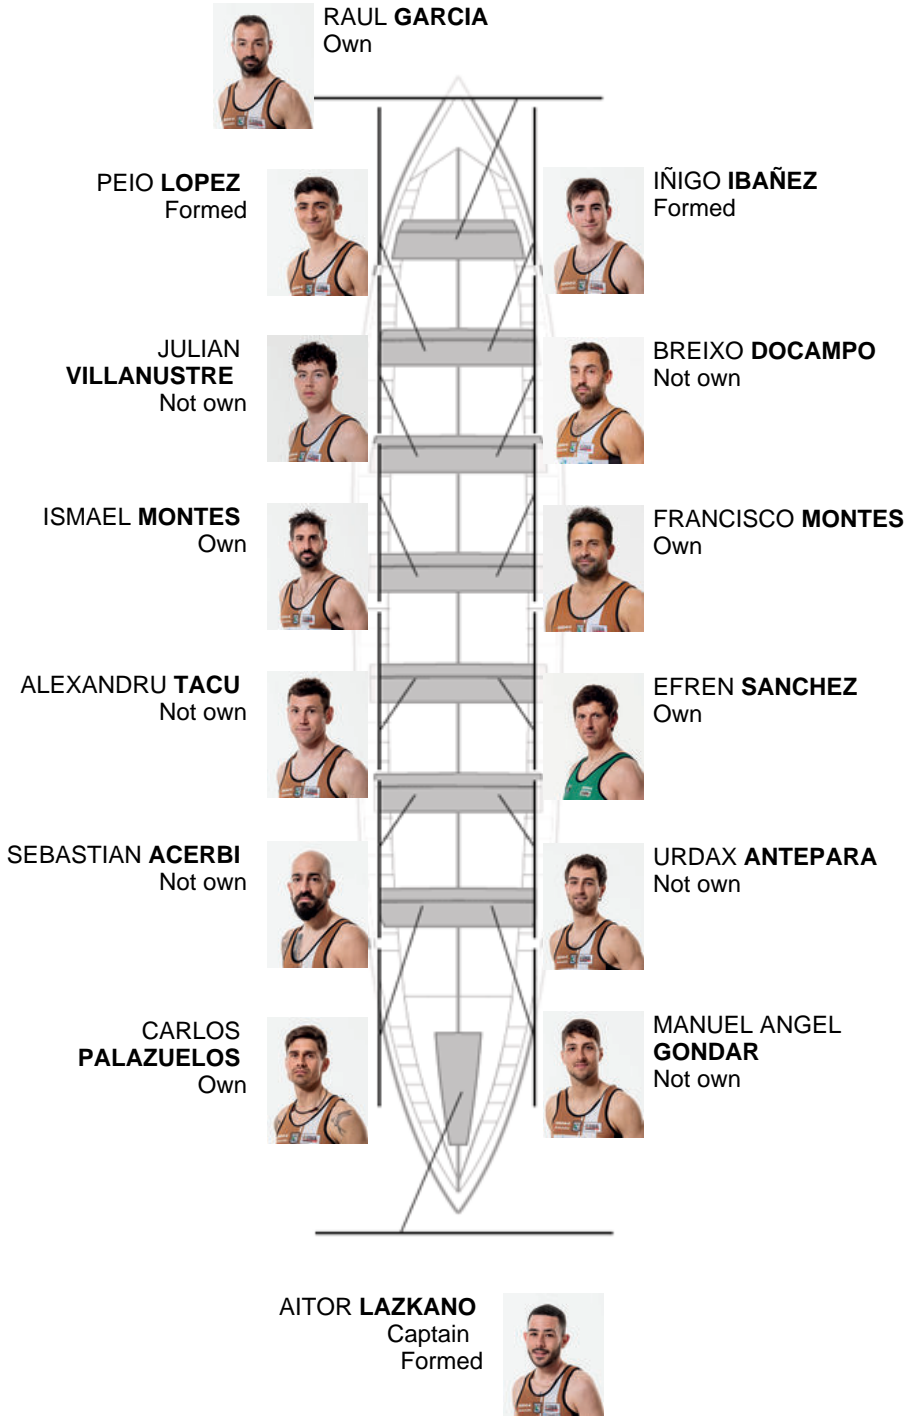 RAUL GARCIA
Own
PEIO LOPEZ
Formed
IÑIGO IBAÑEZ
Formed
JULIAN
VILLANUSTRE
Not own
BREIXO DOCAMPO
Not own
ISMAEL MONTES
Own
FRANCISCO MONTES
Own
ALEXANDRU TACU
Not own
EFREN SANCHEZ
Own
SEBASTIAN ACERBI
Not own
URDAX ANTEPARA
Not own
CARLOS
PALAZUELOS
Own
MANUEL ANGEL
GONDAR
Not own
AITOR LAZKANO
Captain
Formed